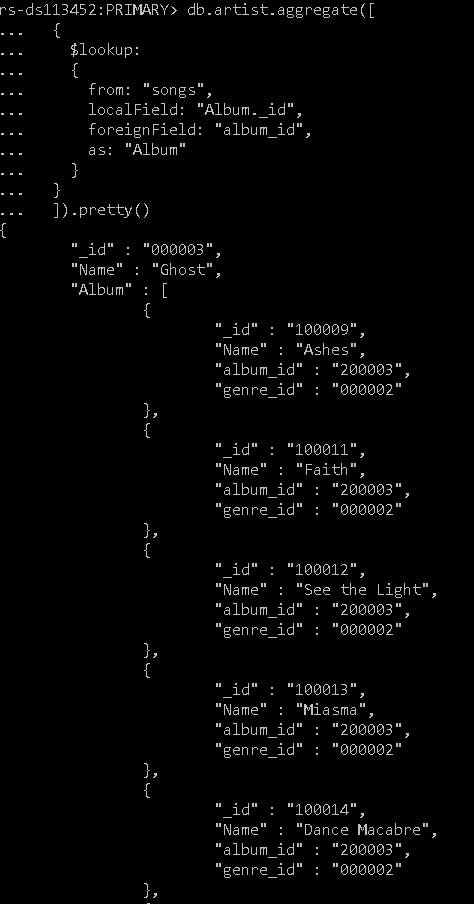 rs-ds113452:PRIMARY> db.artist.aggregate([
...    {
...      $lookup:
...      {
...        from: "songs",
...        localField: "Album._id",
...        foreignField: "album_id",
...        as: "Album"
...      }
...    }
...    ]).pretty()
{
"_id" : "000003",
"Name" : "Ghost",
"Album" : [
{
"_id" : "100009",
"Name" : "Ashes",
"album_id" : "200003",
"genre_id" : "000002"
},
{
"_id" : "100011",
"Name" : "Faith",
"album_id" : "200003",
"genre_id" : "000002"
},
{
"_id" : "100012",
"Name" : "See the Light",
"album_id" : "200003",
"genre_id" : "000002"
},
{
"_id" : "100013",
"Name" : "Miasma",
"album_id" : "200003",
"genre_id" : "000002"
},
{
"_id" : "100014",
"Name" : "Dance Macabre",
"album_id" : "200003",
"genre_id" : "000002"
},